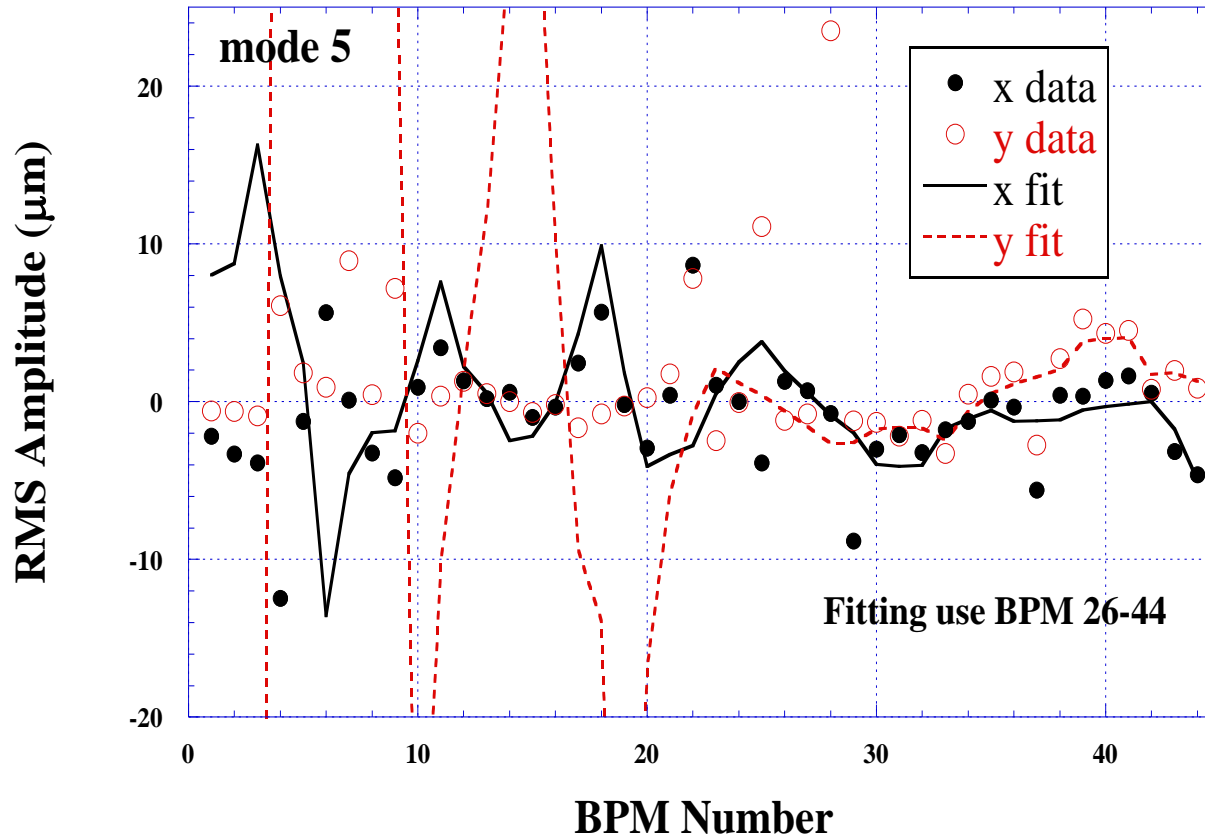 mode 5
x data
y data
x fit
y fit
RMS Amplitude (μm)
20
10
0
-10
-20
Fitting use BPM 26-44
0
10
20
30
40
BPM Number